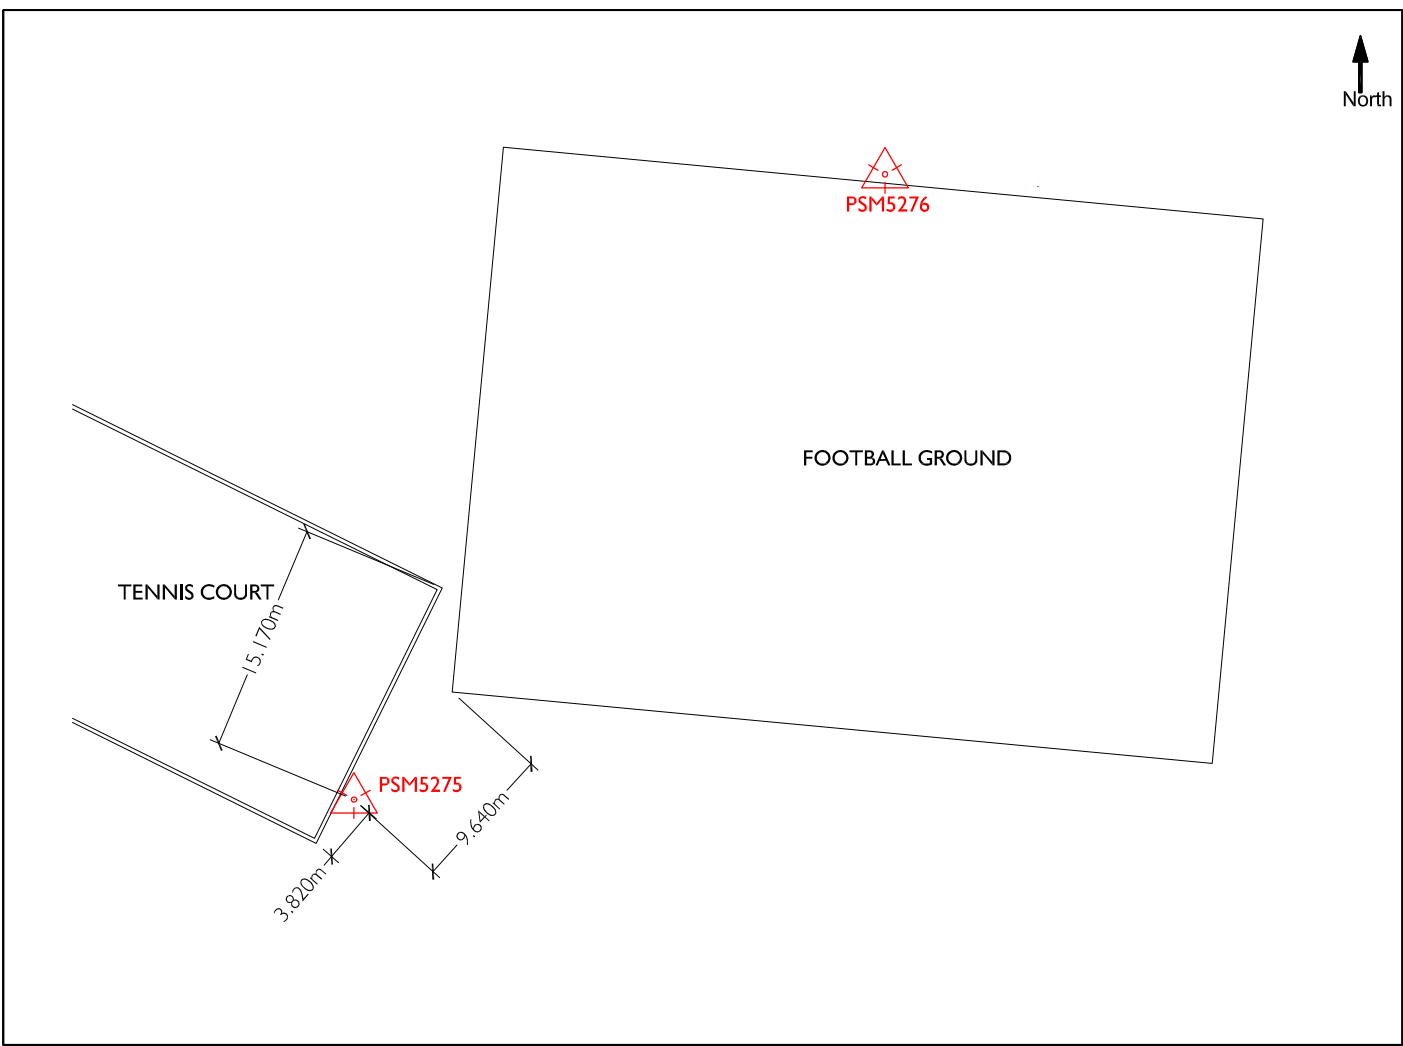 North
PSM5276
FOOTBALL GROUND
TENNIS COURT
15.170m
PSM5275
9.640m
3.820m